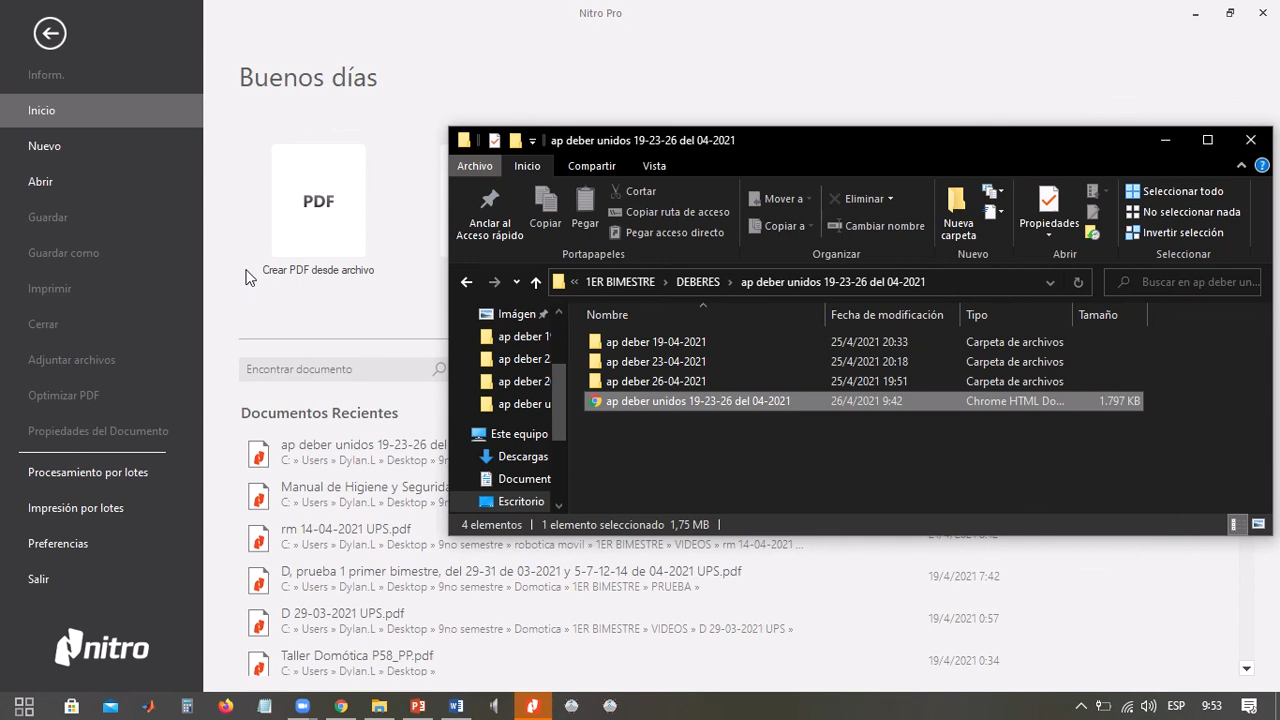 Nitro Pro
Inform.
Inicio
Nuevo
Abrir
Guardar
Guardar como
Imprimir
Cerrar
Adjuntar archivos
Optimizar PDF
Propiedades del Documento
Procesamiento por lotes
Impresión por lotes
Preferencias
Salir
nitro
Buenos días
PDF
Crear PDF desde archivo
Encontrar documento
Documentos Recientes
ap deber unidos 19-23-26 del
C: » Users » Dylan.L » Desktop » 9no
Manual de Higiene y Segurida
C: » Users » Dylan.L » Desktop » 9no
rm 14-04-2021 UPS.pdf
C: » Users » Dylan.L » Desktop » 9no semestre » robotica movil » 1ER BIMESTRE » VIDEOS » rm 14-04-2021 ...
D, prueba 1 primer bimestre, del 29-31 de 03-2021 y 5-7-12-14 de 04-2021 UPS.pdf
19/4/2021 7:42
C: » Users » Dylan.L » Desktop » 9no semestre » Domotica » 1ER BIMESTRE » PRUEBA »
D 29-03-2021 UPS.pdf
19/4/2021 0:57
C: » Users » Dylan.L » Desktop » 9no semestre » Domotica » 1ER BIMESTRE » VIDEOS » D 29-03-2021 UPS »
Taller Domótica P58_PP.pdf
19/4/2021 0:34
C: » Users » Dylan.L » Desktop »
ap deber unidos 19-23-26 del 04-2021
Archivo Inicio Compartir Vista
Anclar al Acceso rápido
Copiar
Pegar
Cortar
Copiar ruta de acceso
Pegar acceso directo
Portapapeles
Mover a
Copiar a
Eliminar
Cambiar nombre
Organizar
Nueva carpeta
Nuevo
Propiedades
Abrir
Seleccionar todo
No seleccionar nada
Invertir selección
Seleccionar
« 1ER BIMESTRE › DEBERES › ap deber unidos 19-23-26 del 04-2021
Buscar en ap deber un...
Imágen
ap deber 1
ap deber 2
ap deber 2
ap deber u
Este equipo
Descargas
Document
Escritorio
Nombre Fecha de modificación Tipo Tamaño
ap deber 19-04-2021 25/4/2021 20:33 Carpeta de archivos
ap deber 23-04-2021 25/4/2021 20:18 Carpeta de archivos
ap deber 26-04-2021 25/4/2021 19:51 Carpeta de archivos
ap deber unidos 19-23-26 del 04-2021 26/4/2021 9:42 Chrome HTML Do... 1.797 KB
4 elementos 1 elemento seleccionado 1,75 MB
ESP 9:53